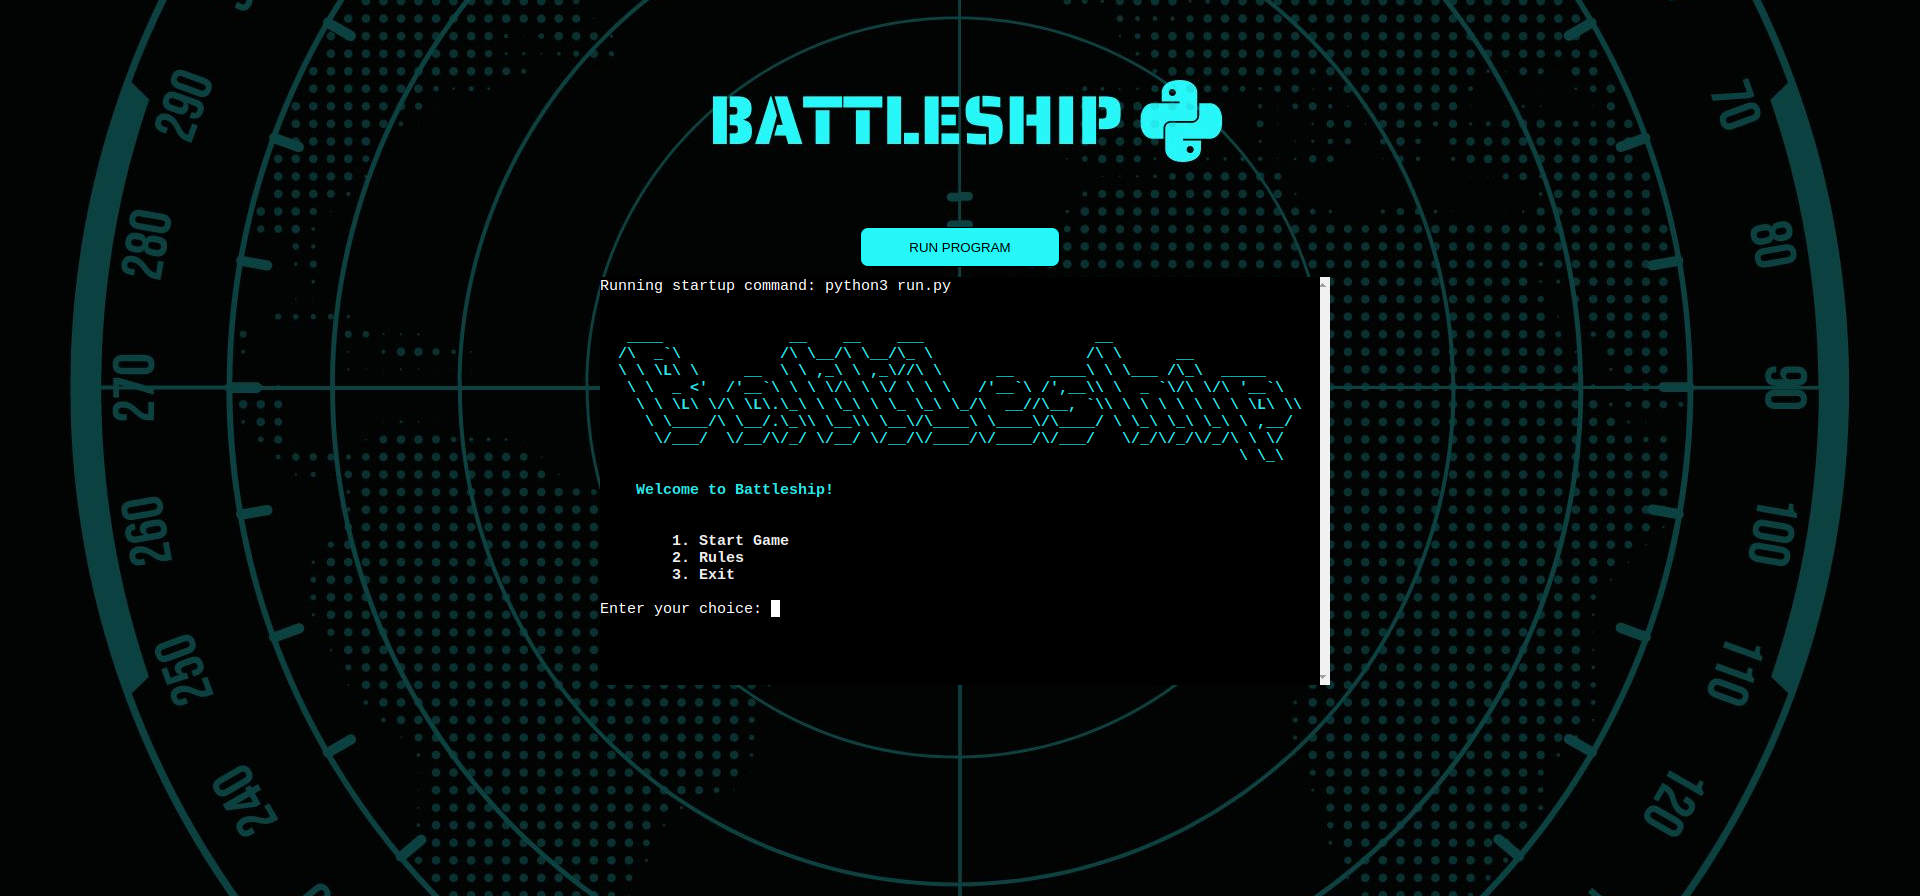 BATTLESHIP
RUN PROGRAM
Running startup command: python3 run.py
BattLeship
Welcome to Battleship!
1. Start Game
2. Rules
3. Exit
Enter your choice:
290
280
270
260
250
240
70
80
90
100
110
120